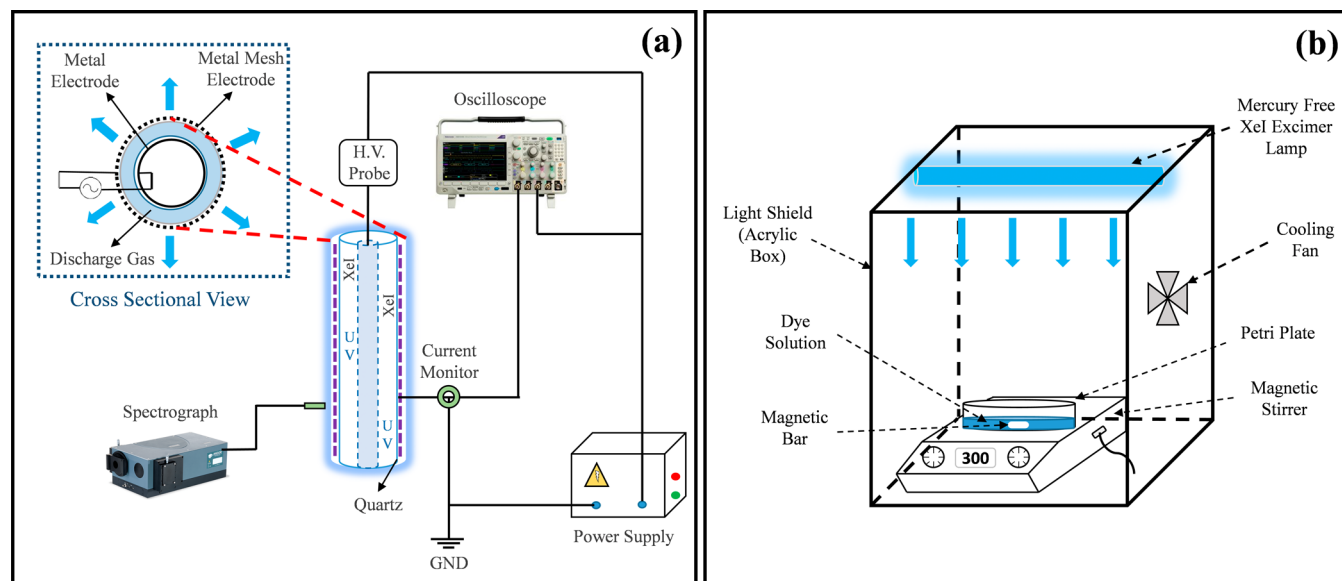 (a)
Metal
Electrode
Metal Mesh
Electrode
Discharge Gas
Cross Sectional View
H.V.
Probe
Oscilloscope
XeI
XeI
U
V
U
V
Current
Monitor
Spectrograph
Quartz
GND
Power Supply
(b)
Mercury Free
XeI Excimer
Lamp
Light Shield
(Acrylic
Box)
Cooling
Fan
Dye
Solution
Petri Plate
Magnetic
Bar
Magnetic
Stirrer
300